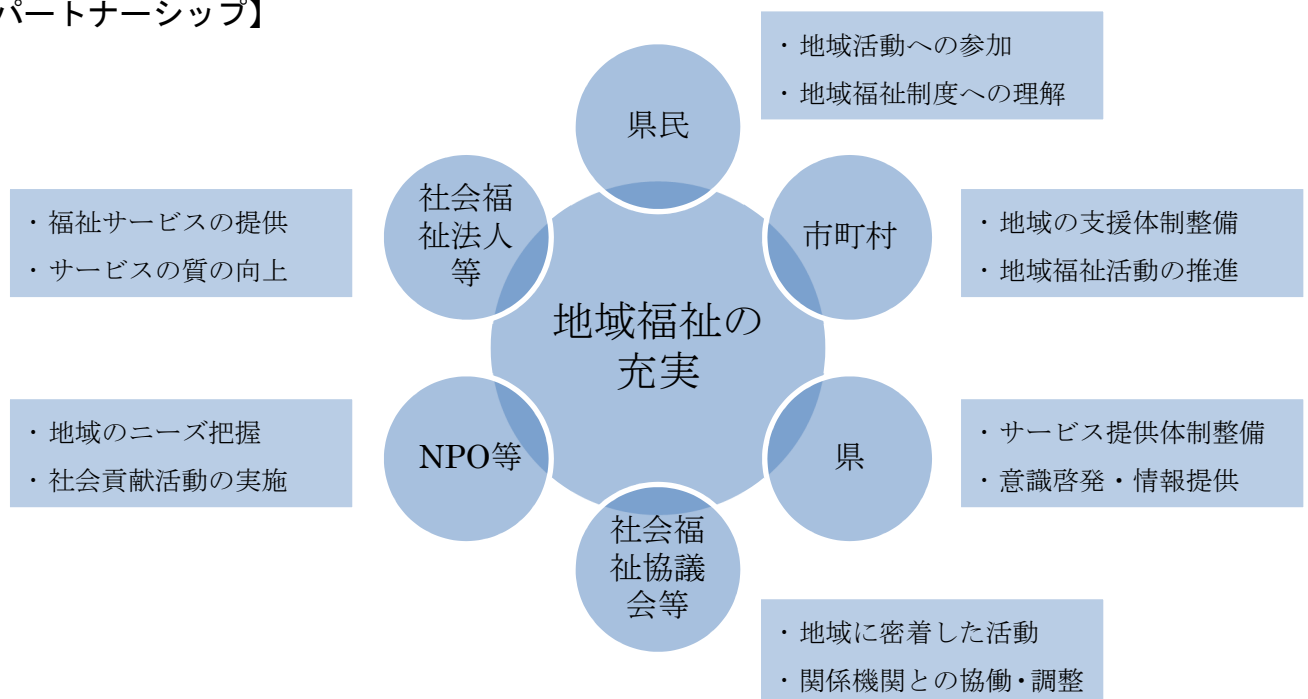 パートナーシップ】
・地域活動への参加
・地域福祉制度への理解
県民
社会福
祉法人
等
・福祉サービスの提供
・サービスの質の向上
市町村
・地域の支援体制整備
・地域福祉活動の推進
地域福祉の
充実
・地域のニーズ把握
・社会貢献活動の実施
NPO等
県
・サービス提供体制整備
・意識啓発・情報提供
社会福
祉協議
会等
・地域に密着した活動
・関係機関との協働・調整